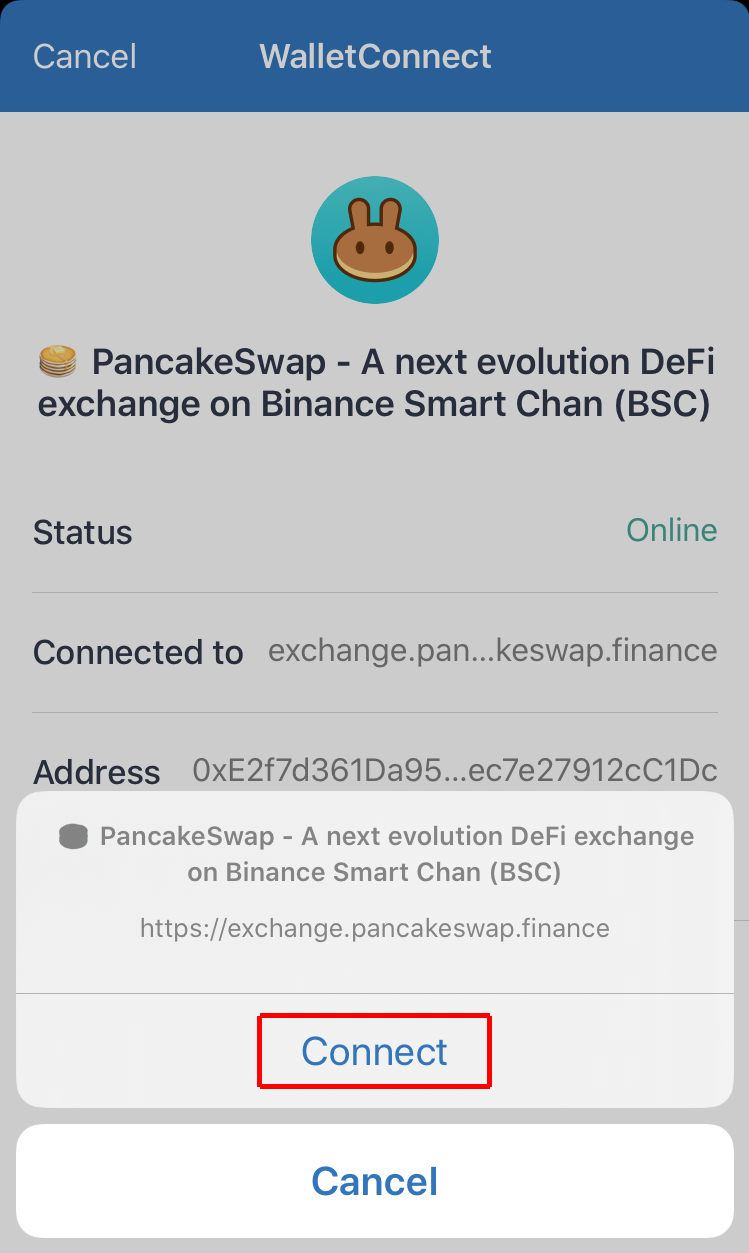 Cancel WalletConnect
🥞 PancakeSwap - A next evolution DeFi
exchange on Binance Smart Chan (BSC)
Status Online
Connected to exchange.pan...keswap.finance
Address 0xE2f7d361Da95...ec7e27912cC1Dc
PancakeSwap - A next evolution DeFi exchange
on Binance Smart Chan (BSC)
https://exchange.pancakeswap.finance
Connect
Cancel